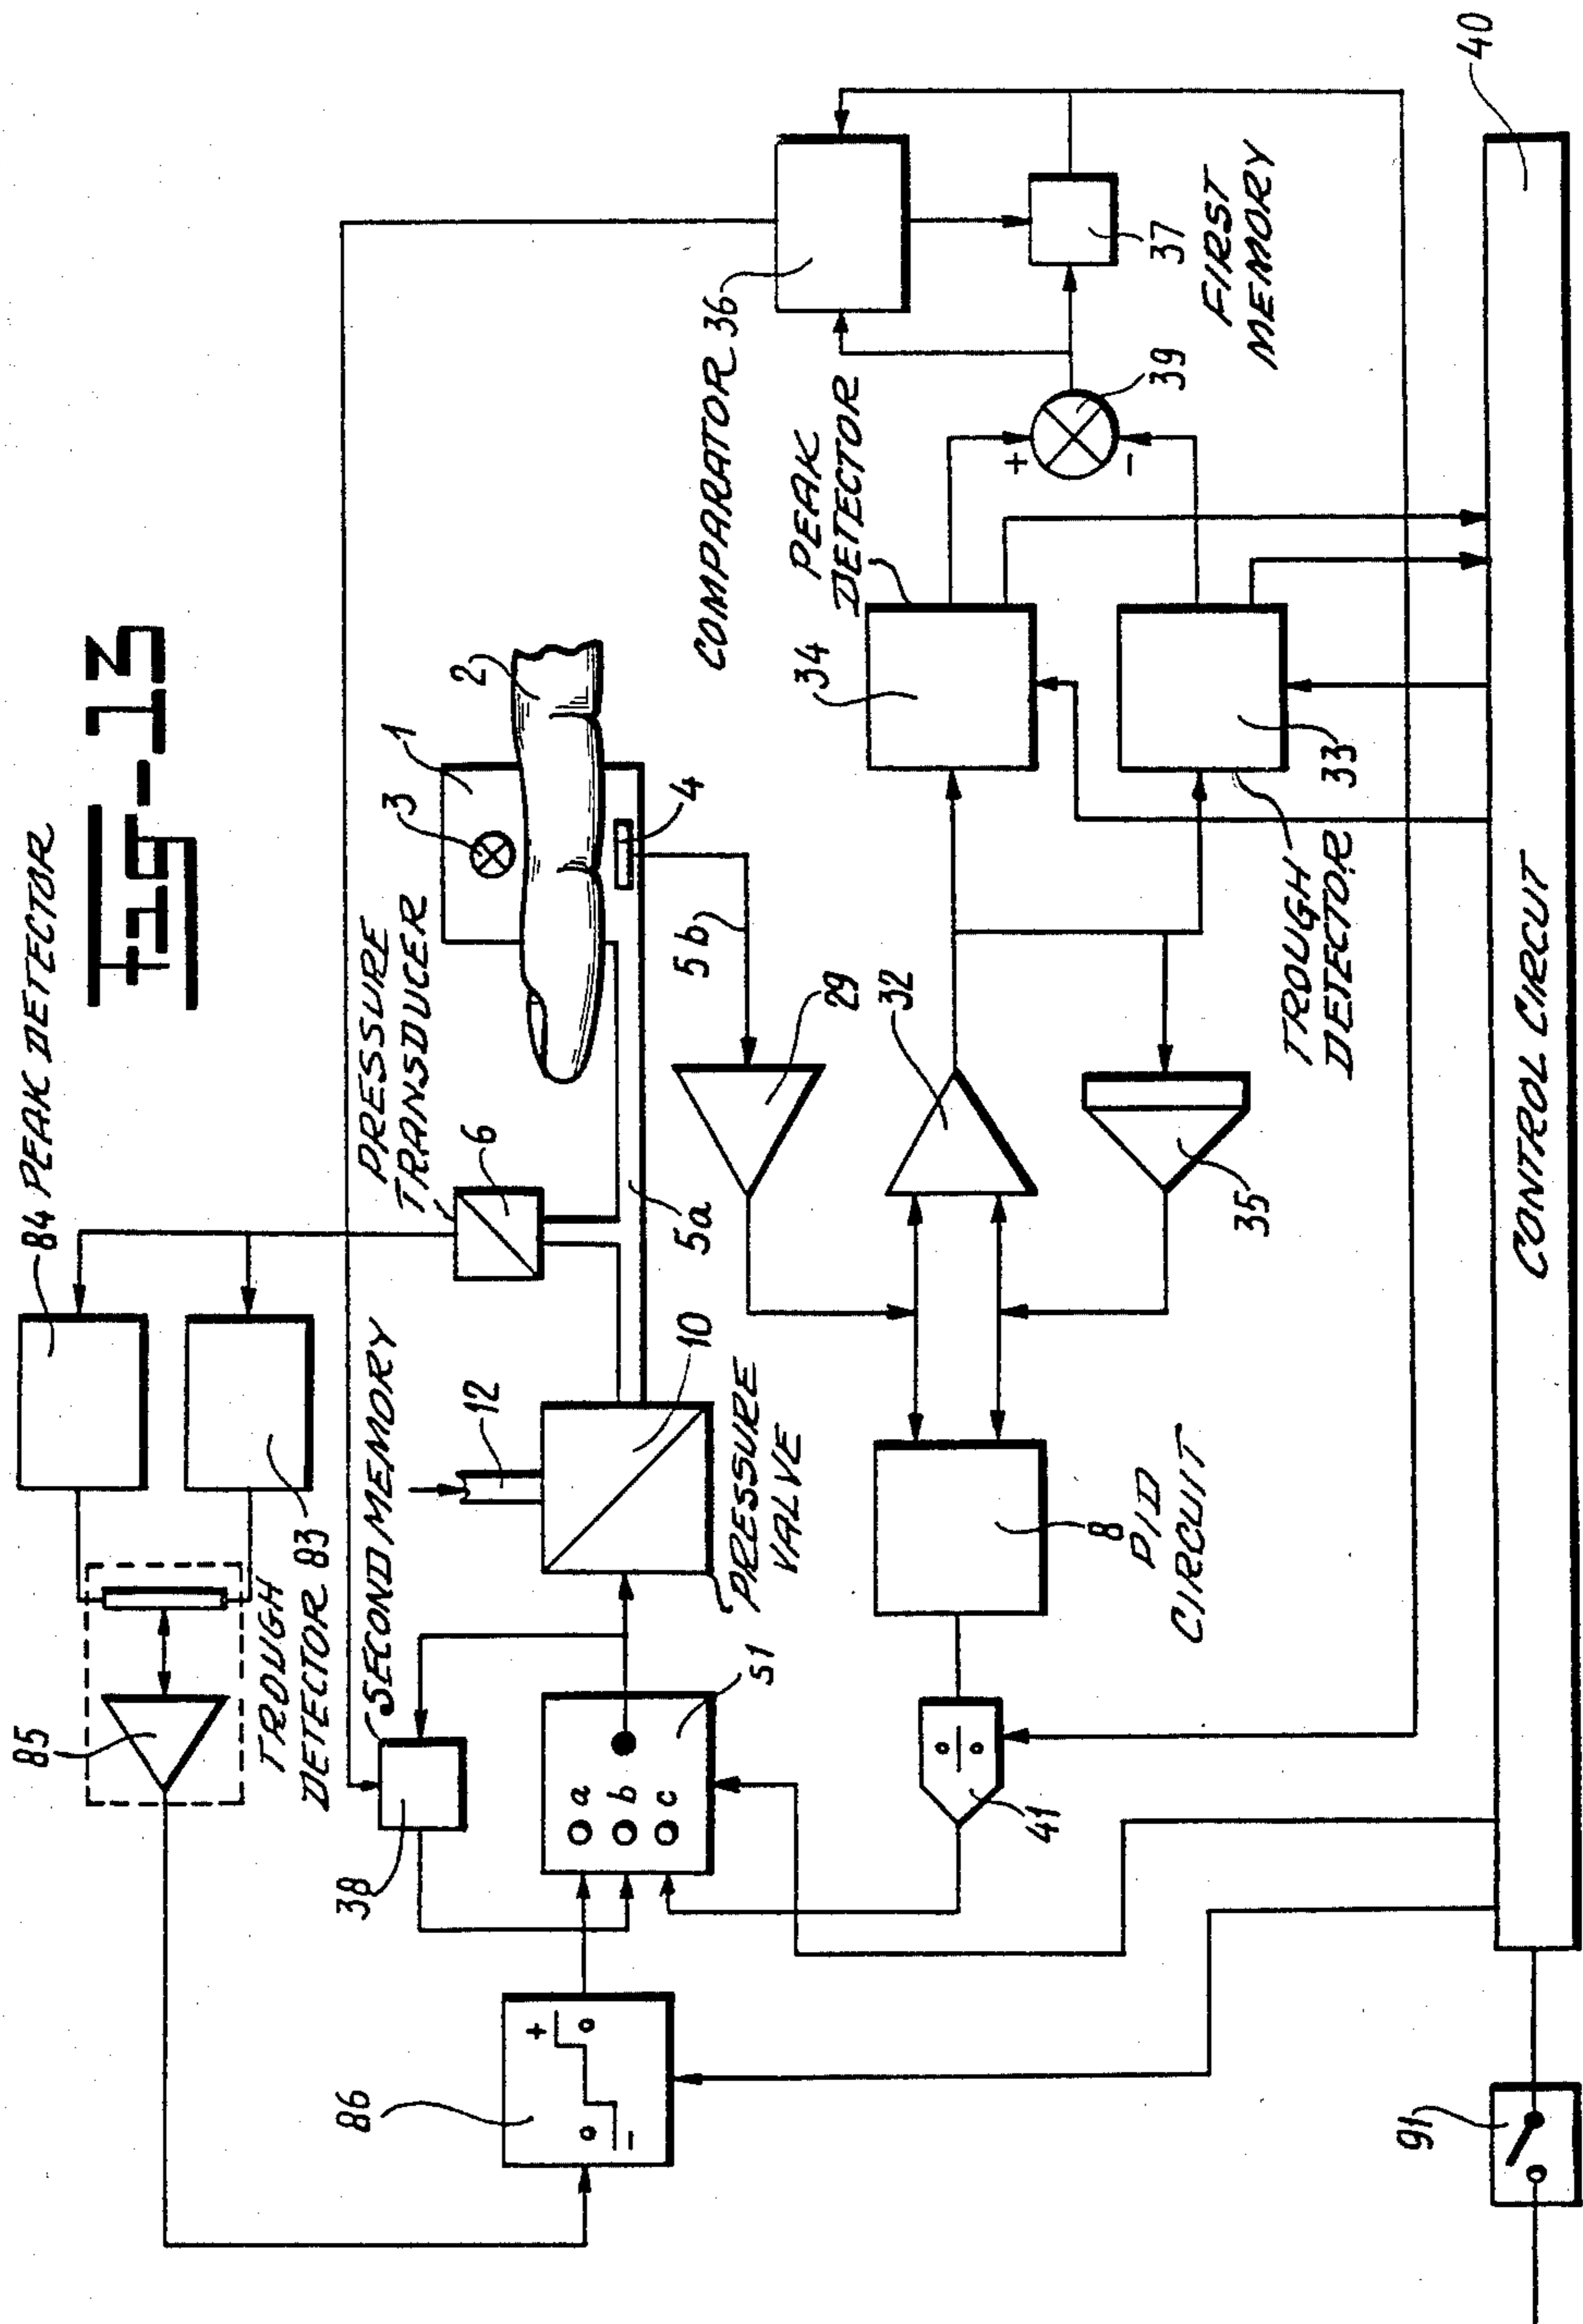 Fig-13
84 PEAK DETECTOR
85
TROUGH
DETECTOR 83
PRESSURE
TRANSDUCER
6
1
3
2
4
5a
5b
SECOND MEMORY
38
12
10
PRESSURE
VALVE
S1
a
b
c
86
+
-
29
32
35
8
PID
CIRCUIT
41
COMPARATOR 36
37
FIRST
MEMORY
39
+
-
PEAK
DETECTOR
34
33
TROUGH
DETECTOR
CONTROL CIRCUIT
40
91